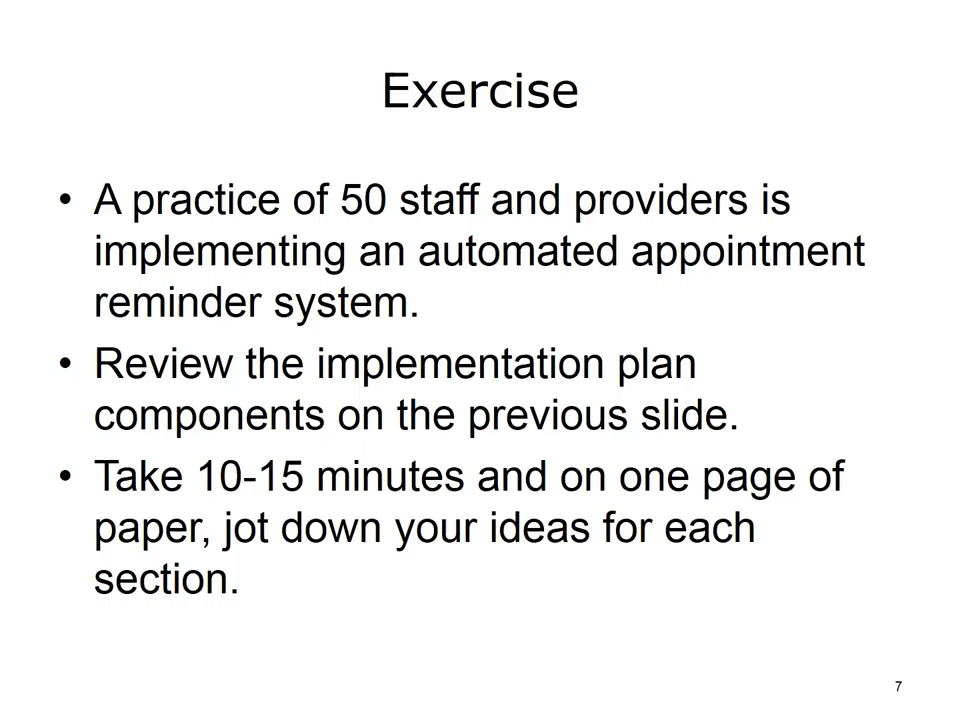 Exercise
• A practice of 50 staff and providers is
implementing an automated appointment
reminder system.
• Review the implementation plan
components on the previous slide.
• Take 10-15 minutes and on one page of
paper, jot down your ideas for each
section.
7